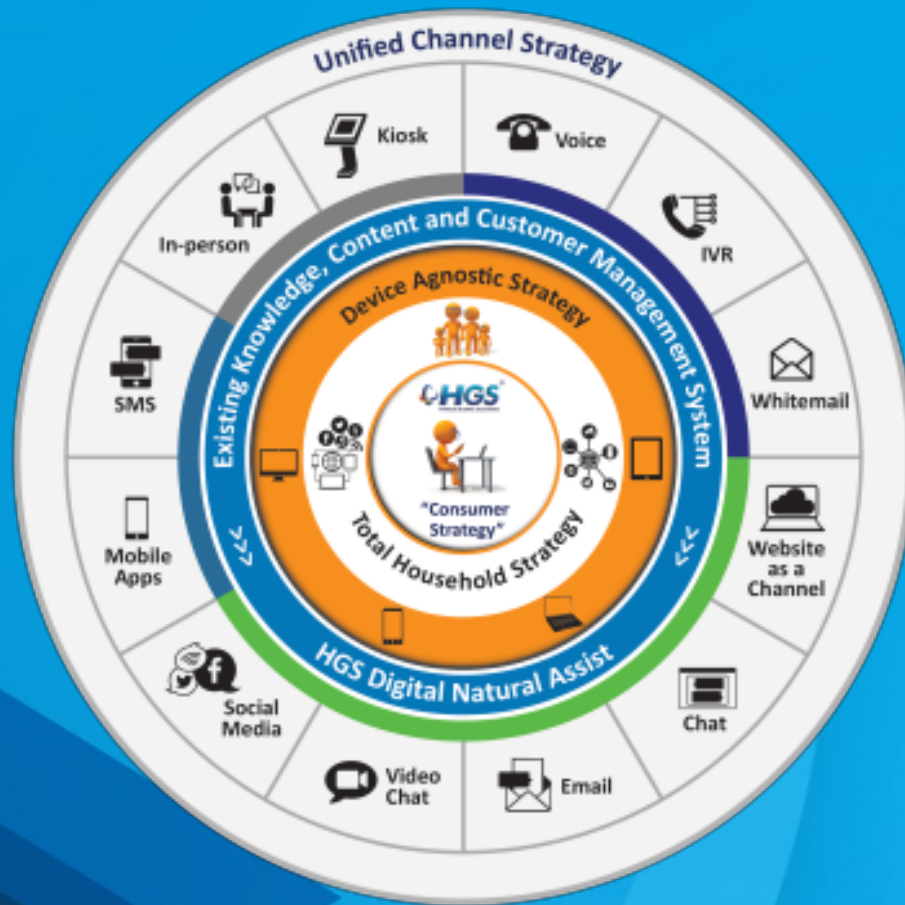 Unified Channel Strategy
Kiosk
Voice
In-person
IVR
SMS
Whitemail
Mobile
Apps
Website
as a
Channel
Social
Media
Chat
Video
Chat
Email
Existing Knowledge, Content and Customer Management System
HGS Digital Natural Assist
Device Agnostic Strategy
Total Household Strategy
HGS
"Consumer
Strategy"